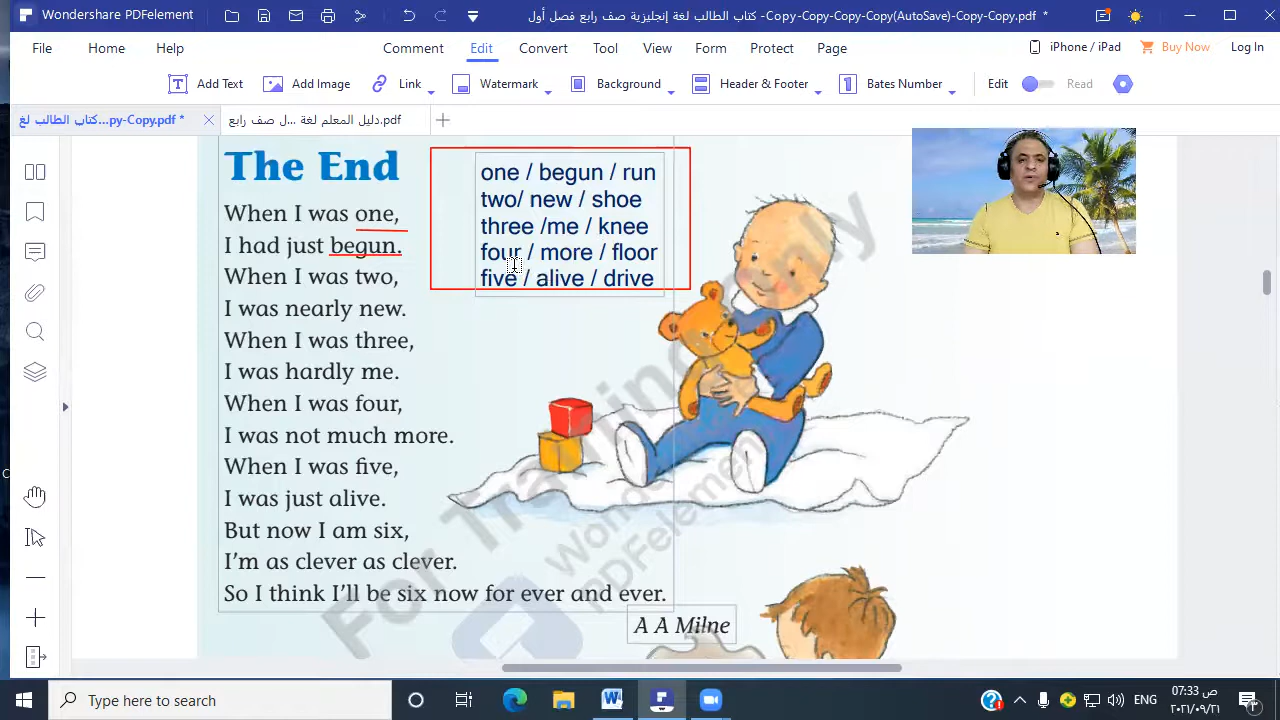 Wondershare PDFelement
كتاب الطالب لغة إنجليزية صف رابع فصل أول -Copy-Copy-Copy-Copy(AutoSave)-Copy-Copy.pdf *
File Home Help Comment Edit Convert Tool View Form Protect Page iPhone / iPad Buy Now Log In
Add Text Add Image Link Watermark Background Header & Footer Bates Number Edit Read
كتاب الطالب لغ...py-Copy.pdf * دليل المعلم لغة ...ل صف رابع.pdf
The End
When I was one,
I had just begun.
When I was two,
I was nearly new.
When I was three,
I was hardly me.
When I was four,
I was not much more.
When I was five,
I was just alive.
But now I am six,
I'm as clever as clever.
So I think I'll be six now for ever and ever.
A A Milne
one / begun / run
two/ new / shoe
three /me / knee
four / more / floor
five / alive / drive
For Training Only
Wondershare
PDFelement
Type here to search
ENG
07:33 ص
٢٠٢١/٠٩/٢١